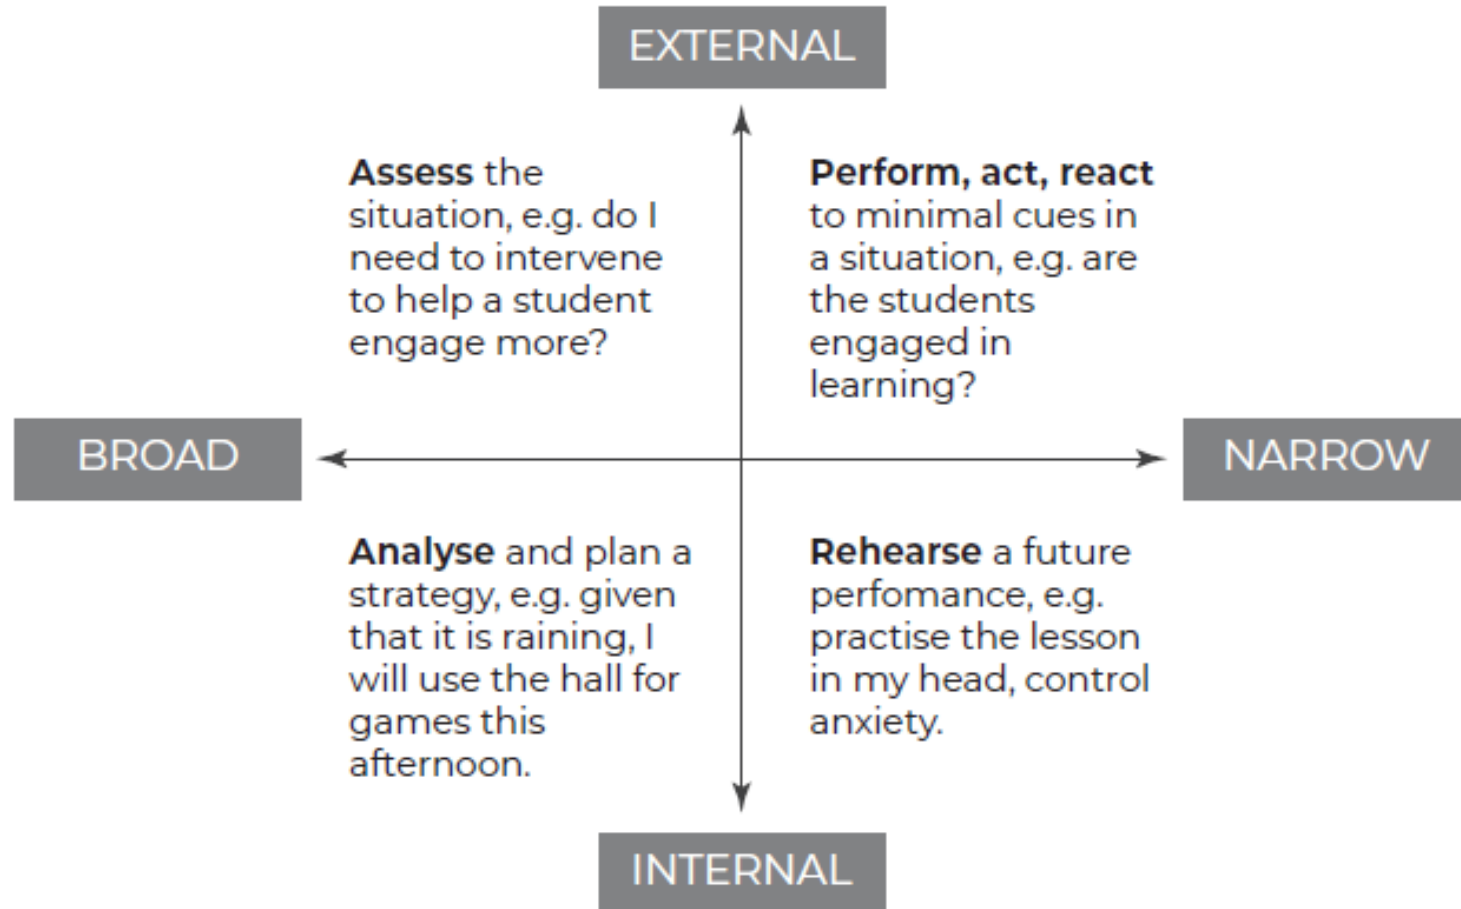 EXTERNAL
Assess the
situation, e.g. do I
need to intervene
to help a student
engage more?
Perform, act, react
to minimal cues in
a situation, e.g. are
the students
engaged in
learning?
BROAD
NARROW
Analyse and plan a
strategy, e.g. given
that it is raining, I
will use the hall for
games this
afternoon.
Rehearse a future
perfomance, e.g.
practise the lesson
in my head, control
anxiety.
INTERNAL